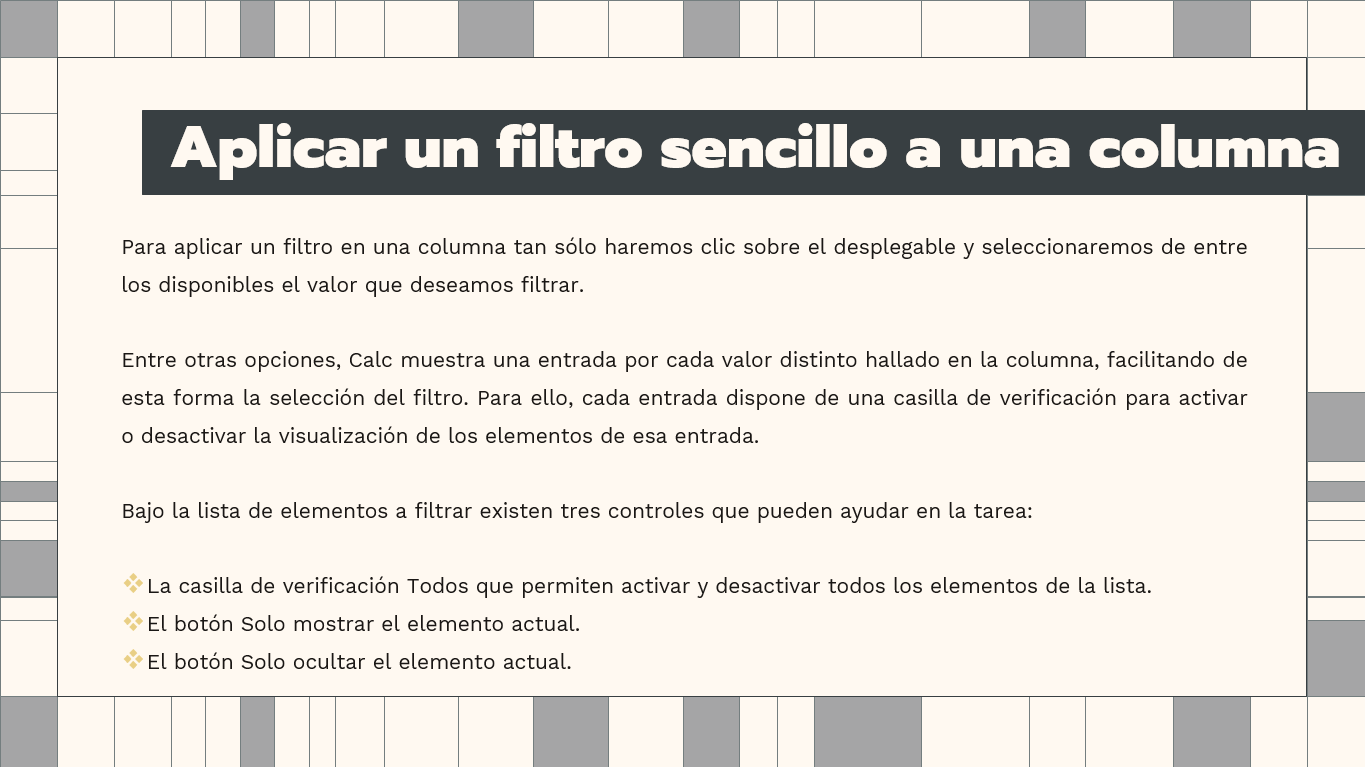 Aplicar un filtro sencillo a una columna
Para aplicar un filtro en una columna tan sólo haremos clic sobre el desplegable y seleccionaremos de entre
los disponibles el valor que deseamos filtrar.
Entre otras opciones, Calc muestra una entrada por cada valor distinto hallado en la columna, facilitando de
esta forma la selección del filtro. Para ello, cada entrada dispone de una casilla de verificación para activar
o desactivar la visualización de los elementos de esa entrada.
Bajo la lista de elementos a filtrar existen tres controles que pueden ayudar en la tarea:
❖La casilla de verificación Todos que permiten activar y desactivar todos los elementos de la lista.
❖El botón Solo mostrar el elemento actual.
❖El botón Solo ocultar el elemento actual.